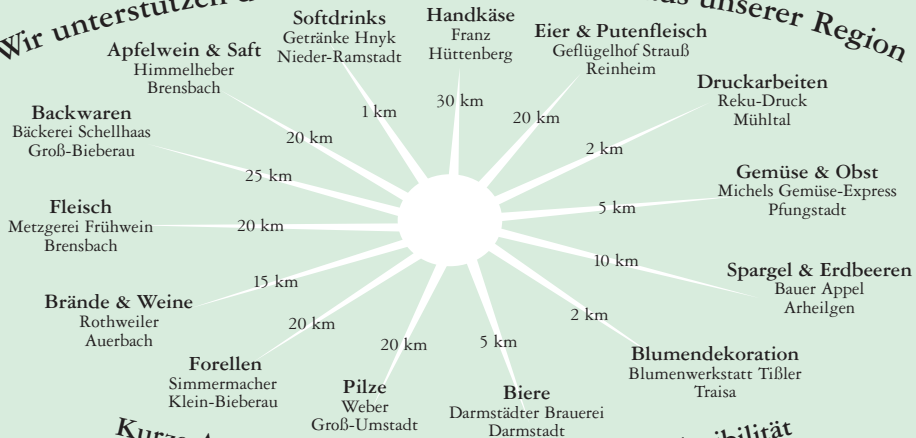 Wir unterstützen
aus unserer Region
Softdrinks
Getränke Hnyk
Nieder-Ramstadt
1 km
Handkäse
Franz
Hüttenberg
30 km
Eier & Putenfleisch
Geflügelhof Strauß
Reinheim
20 km
Druckarbeiten
Reku-Druck
Mühltal
2 km
Gemüse & Obst
Michels Gemüse-Express
Pfungstadt
5 km
Spargel & Erdbeeren
Bauer Appel
Arheilgen
10 km
Blumendekoration
Blumenwerkstatt Tißler
Traisa
2 km
Biere
Darmstädter Brauerei
Darmstadt
5 km
Pilze
Weber
Groß-Umstadt
20 km
Forellen
Simmermacher
Klein-Bieberau
20 km
Brände & Weine
Rothweiler
Auerbach
15 km
Fleisch
Metzgerei Frühwein
Brensbach
20 km
Backwaren
Bäckerei Schellhaas
Groß-Bieberau
25 km
Apfelwein & Saft
Himmelheber
Brensbach
20 km
Kurze